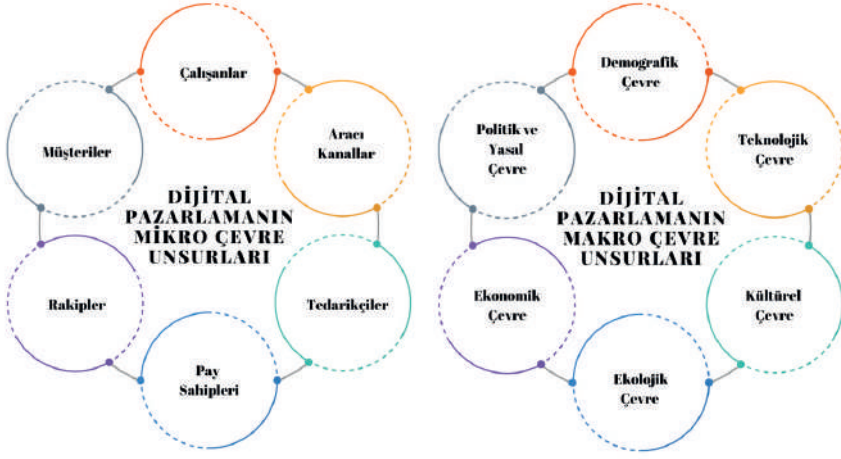 Çalışanlar
Aracı
Kanallar
Tedarikçiler
Pay
Sahipleri
Rakipler
Müşteriler
DİJİTAL
PAZARLAMANIN
MİKRO ÇEVRE
UNSURLARI
Demografik
Çevre
Teknolojik
Çevre
Kültürel
Çevre
Ekolojik
Çevre
Ekonomik
Çevre
Politik ve
Yasal
Çevre
DİJİTAL
PAZARLAMANIN
MAKRO ÇEVRE
UNSURLARI